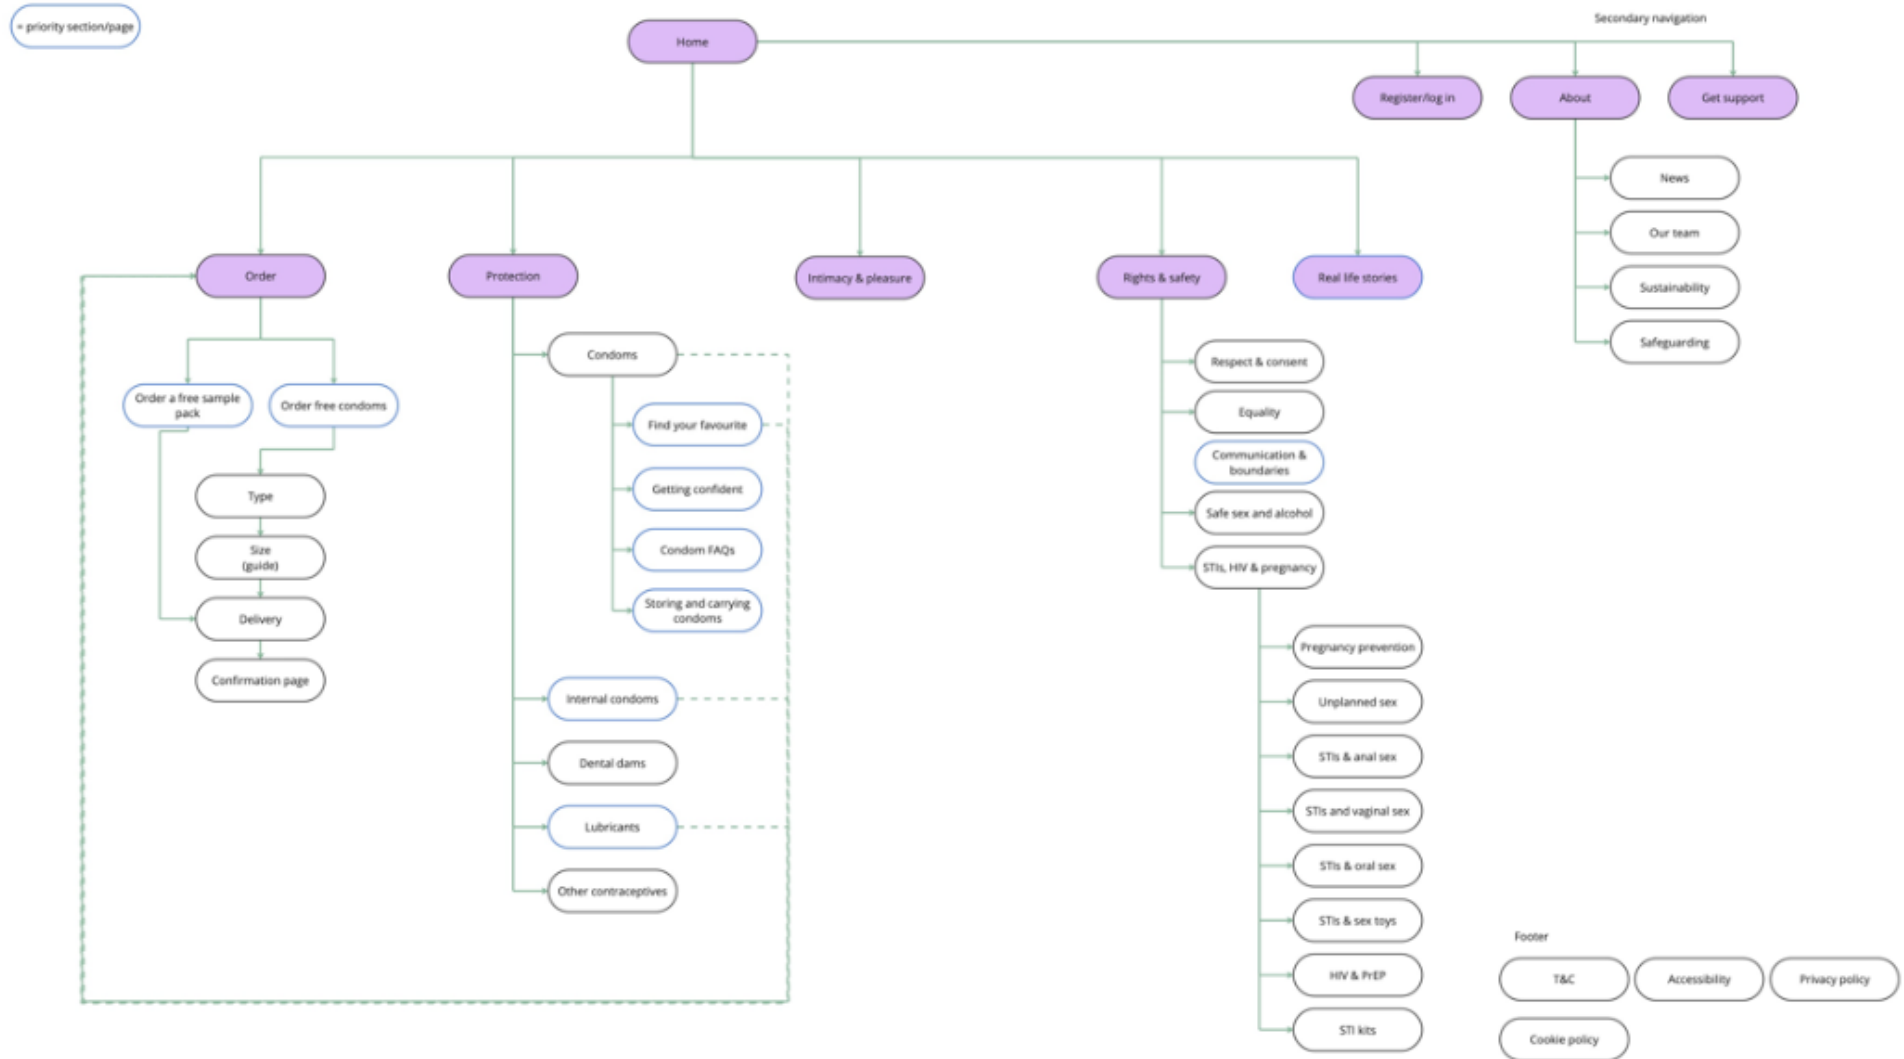 = priority section/page
Secondary navigation
Home
Register/log in
About
Get support
News
Our team
Sustainability
Safeguarding
Order
Protection
Intimacy & pleasure
Rights & safety
Real life stories
Order a free sample
pack
Order free condoms
Type
Size
(guide)
Delivery
Confirmation page
Condoms
Find your favourite
Getting confident
Condom FAQs
Storing and carrying
condoms
Internal condoms
Dental dams
Lubricants
Other contraceptives
Respect & consent
Equality
Communication &
boundaries
Safe sex and alcohol
STIs, HIV & pregnancy
Pregnancy prevention
Unplanned sex
STIs & anal sex
STIs and vaginal sex
STIs & oral sex
STIs & sex toys
HIV & PrEP
STI kits
Footer
T&C
Accessibility
Privacy policy
Cookie policy